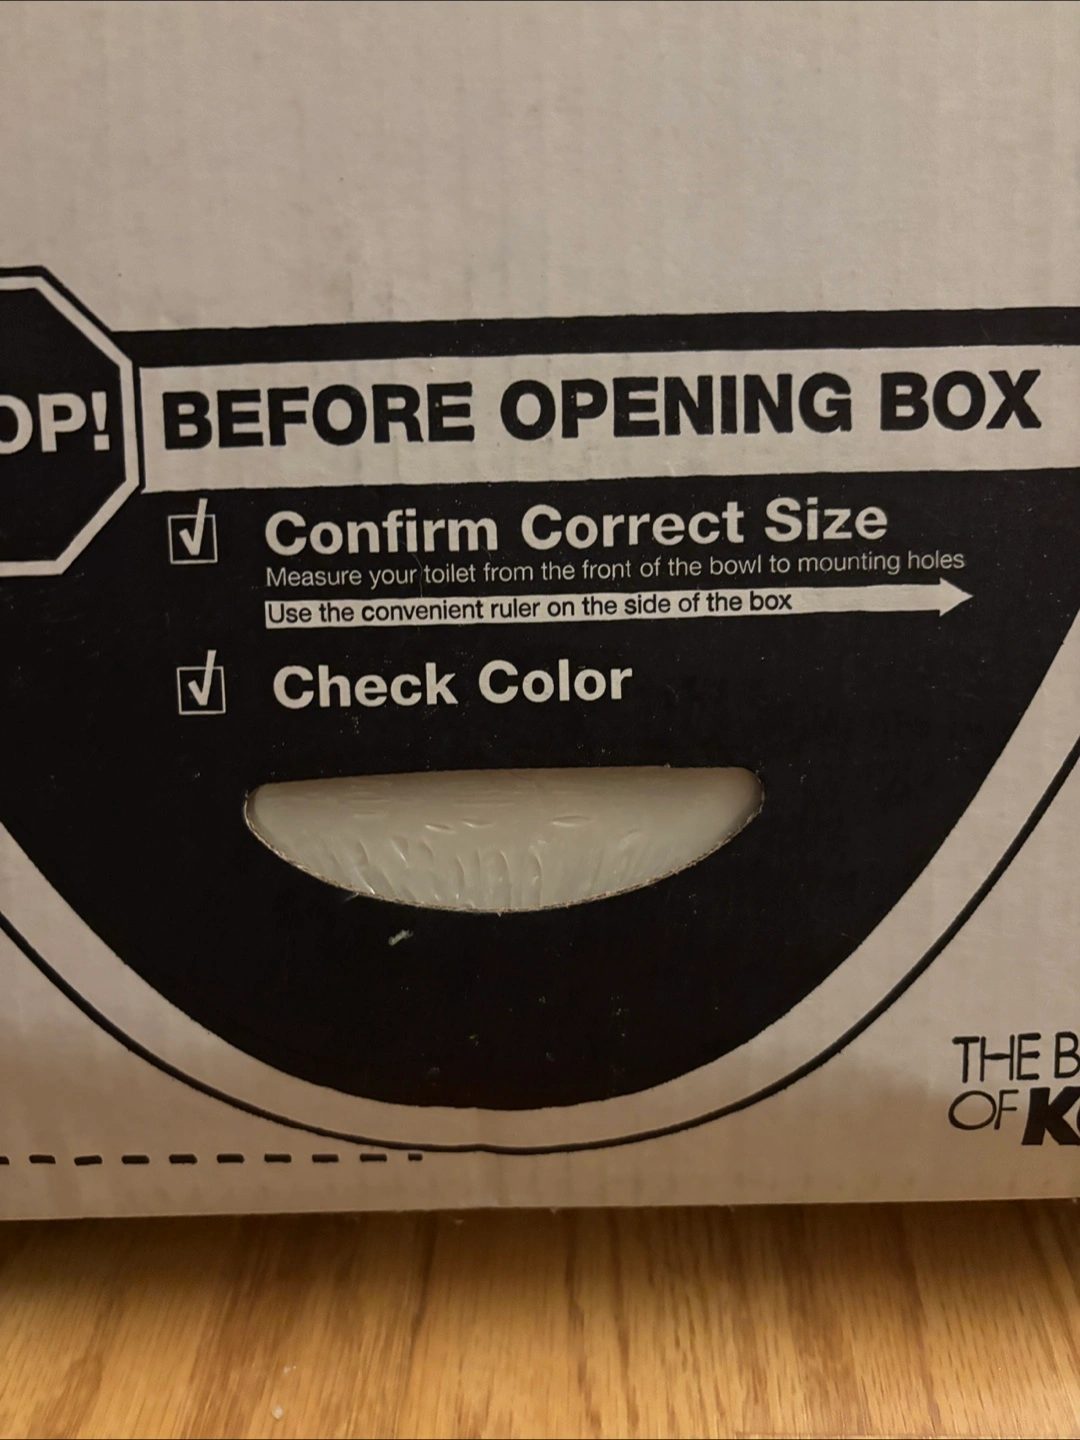 OP!
BEFORE OPENING BOX
Confirm Correct Size
Measure your toilet from the front of the bowl to mounting holes
Use the convenient ruler on the side of the box
Check Color
THE B
OF K